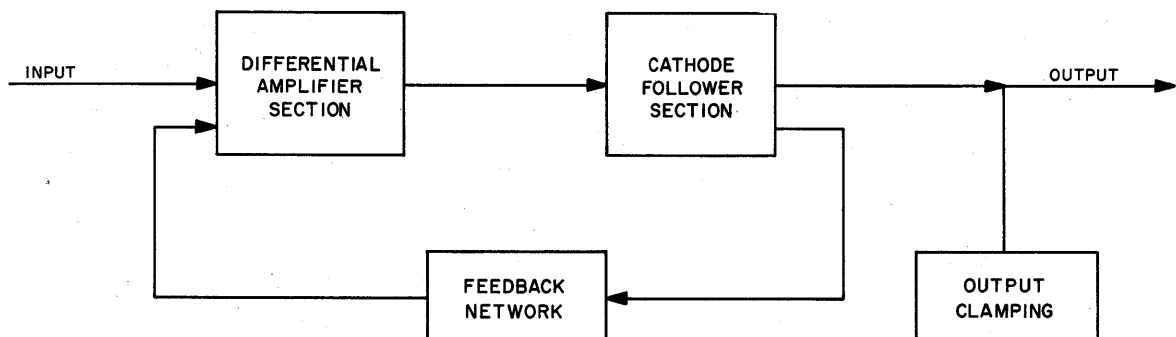 INPUT
DIFFERENTIAL
AMPLIFIER
SECTION
CATHODE
FOLLOWER
SECTION
OUTPUT
FEEDBACK
NETWORK
OUTPUT
CLAMPING